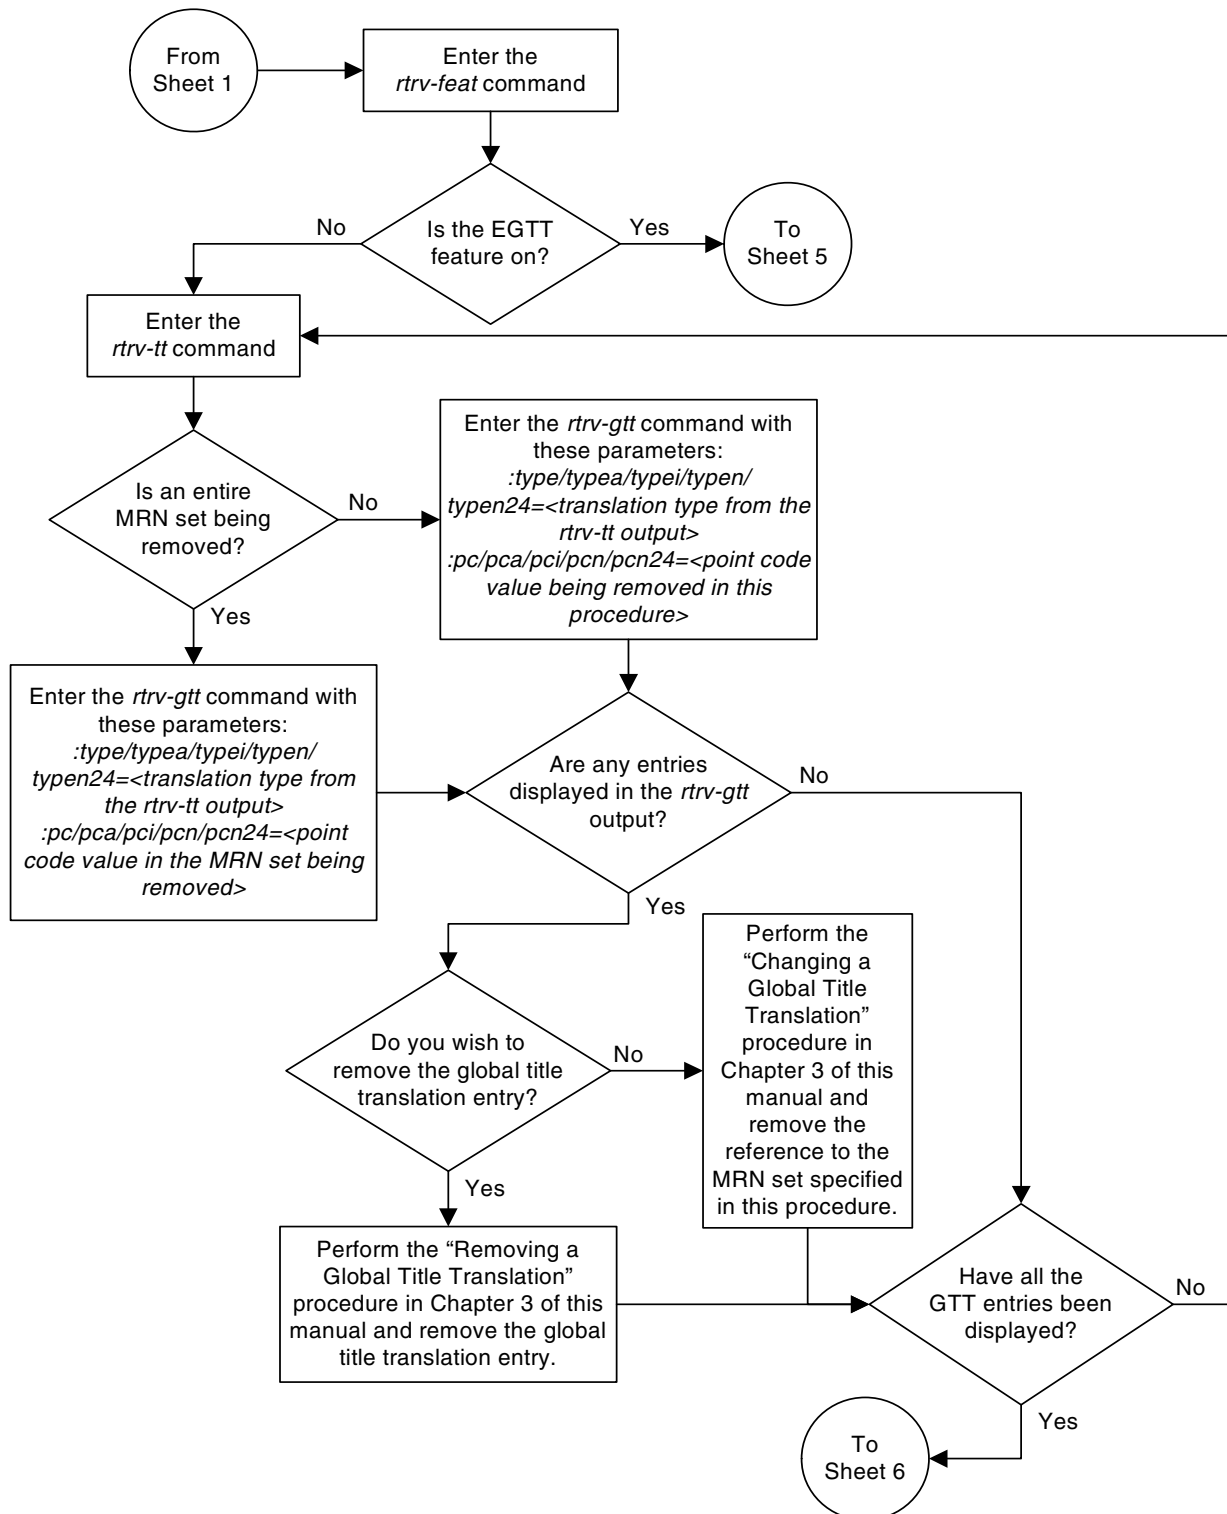 From
Sheet 1
Enter the
rtrv-feat command
Is the EGTT
feature on?
No
Yes
To
Sheet 5
Enter the
rtrv-tt command
Is an entire
MRN set being
removed?
No
Yes
Enter the rtrv-gtt command with
these parameters:
:type/typea/typei/typen/
typen24=<translation type from the
rtrv-tt output>
:pc/pca/pci/pcn/pcn24=<point code
value being removed in this
procedure>
Enter the rtrv-gtt command with
these parameters:
:type/typea/typei/typen/
typen24=<translation type from
the rtrv-tt output>
:pc/pca/pci/pcn/pcn24=<point
code value in the MRN set being
removed>
Are any entries
displayed in the rtrv-gtt
output?
No
Yes
Do you wish to
remove the global title
translation entry?
No
Yes
Perform the
“Changing a
Global Title
Translation”
procedure in
Chapter 3 of this
manual and
remove the
reference to the
MRN set specified
in this procedure.
Perform the “Removing a
Global Title Translation”
procedure in Chapter 3 of this
manual and remove the global
title translation entry.
Have all the
GTT entries been
displayed?
No
Yes
To
Sheet 6